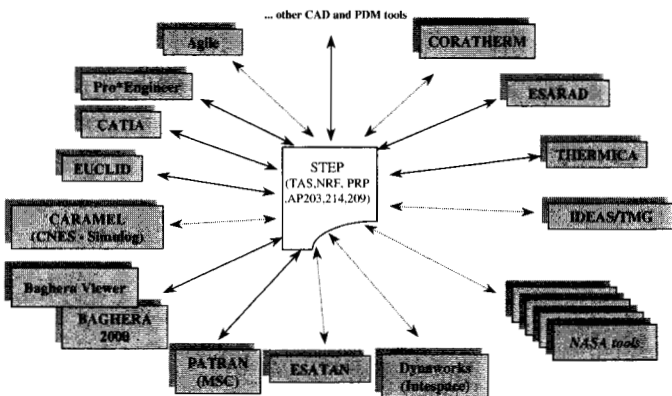 ... other CAD and PDM tools
Agile
CORATHERM
Pro*Engineer
ESARAD
CATIA
STEP
(TAS,NRF, PRP
,AP203,214,209)
THERMICA
EUCLID
CARAMEL
(CNES - Simulog)
IDEAS/TMG
Baghera Viewer
BAGHERA
2000
NASA tools
PATRAN
(MSC)
ESATAN
Dynaworks
(Intespace)